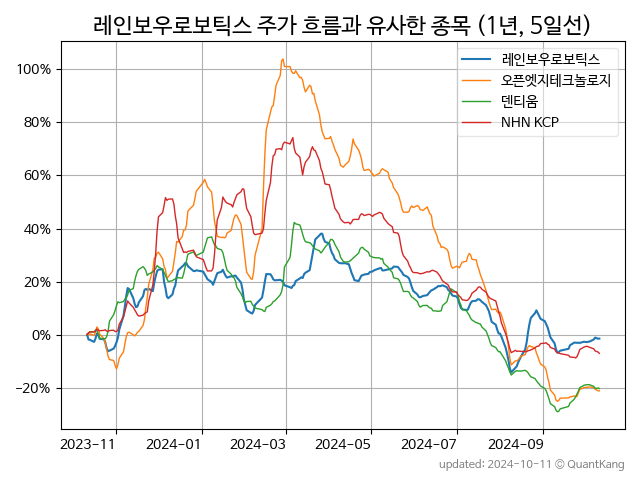 레인보우로보틱스 주가 흐름과 유사한 종목 (1년, 5일선)
레인보우로보틱스
오픈엣지테크놀로지
덴티움
NHN KCP
100%
80%
60%
40%
20%
0%
−20%
2023-11
2024-01
2024-03
2024-05
2024-07
2024-09
updated: 2024-10-11 © QuantKang